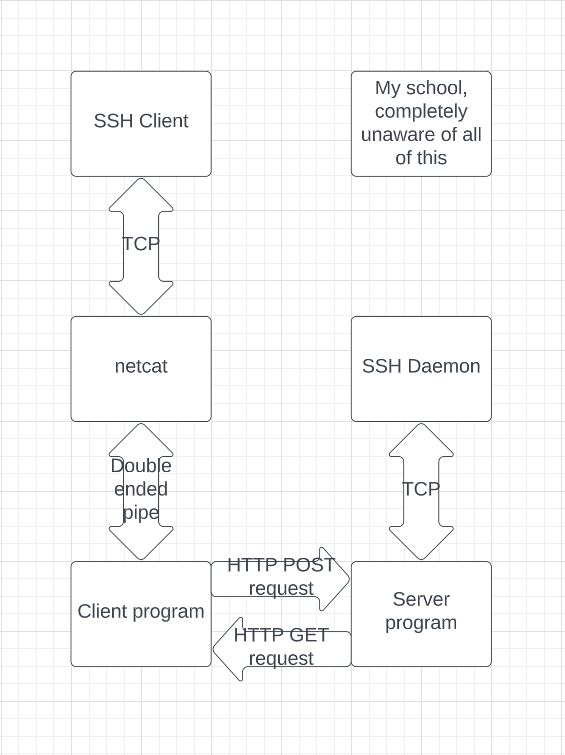 SSH Client
My school,
completely
unaware of all
of this
TCP
netcat
SSH Daemon
Double
ended
pipe
TCP
HTTP POST
request
Client program
Server
program
HTTP GET
request